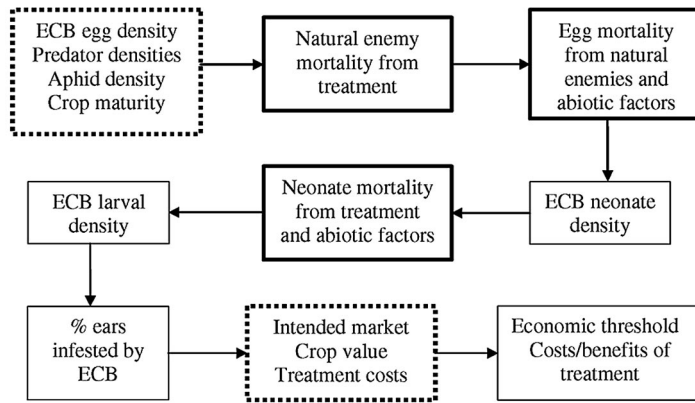 ECB egg density
Predator densities
Aphid density
Crop maturity
Natural enemy
mortality from
treatment
Egg mortality
from natural
enemies and
abiotic factors
ECB larval
density
Neonate mortality
from treatment
and abiotic factors
ECB neonate
density
% ears
infested by
ECB
Intended market
Crop value
Treatment costs
Economic threshold
Costs/benefits of
treatment